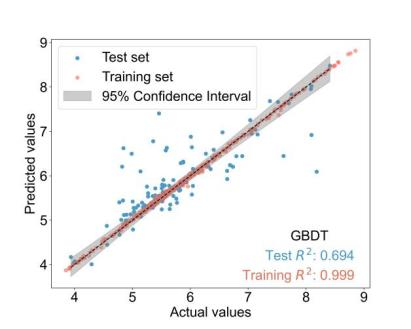 9
8
7
6
5
4
Predicted values
Test set
Training set
95% Confidence Interval
GBDT
Test R²: 0.694
Training R²: 0.999
4 5 6 7 8 9
Actual values